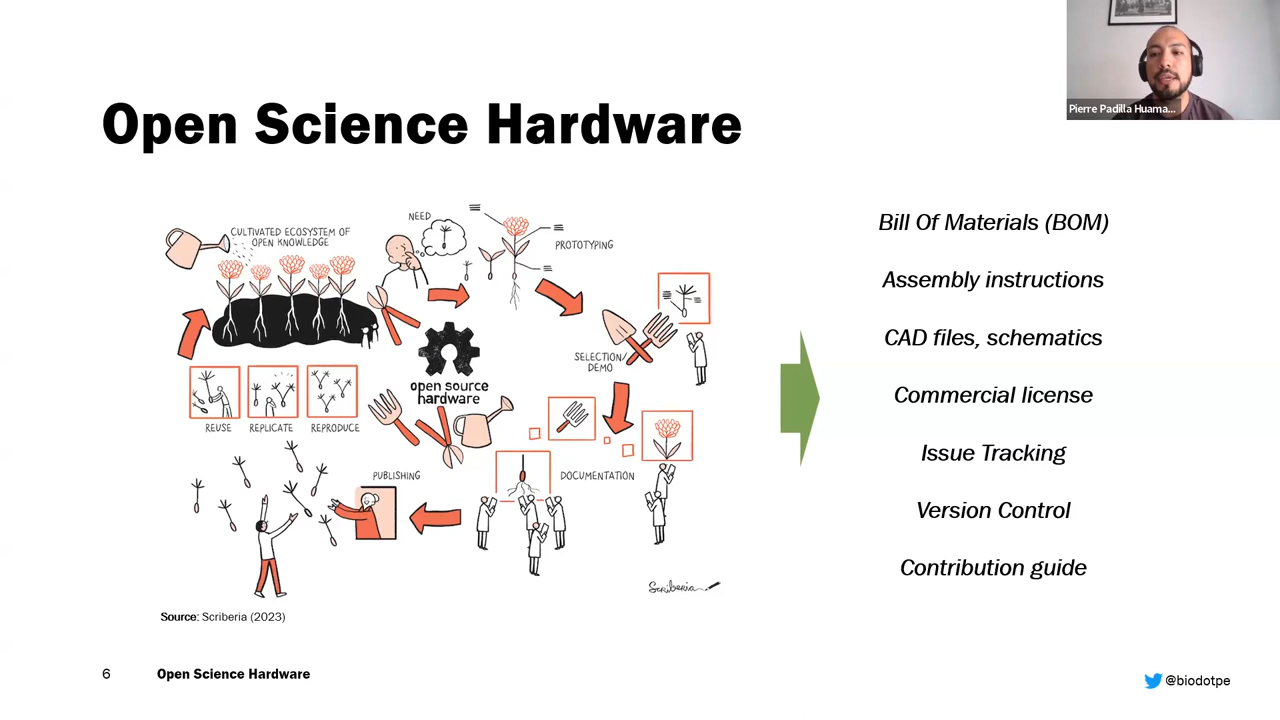 Pierre Padilla Huama...
Open Science Hardware
CULTIVATED ECOSYSTEM OF
OPEN KNOWLEDGE
NEED
PROTOTYPING
SELECTION/
DEMO
open source
hardware
REUSE
REPLICATE
REPRODUCE
PUBLISHING
DOCUMENTATION
Scriberia
Source: Scriberia (2023)
Bill Of Materials (BOM)
Assembly instructions
CAD files, schematics
Commercial license
Issue Tracking
Version Control
Contribution guide
6
Open Science Hardware
@biodotpe